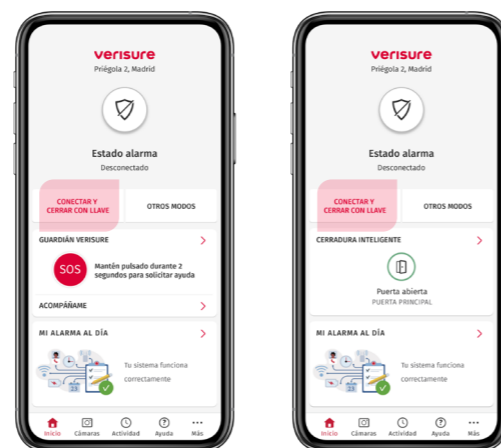 verisure
Priégola 2, Madrid
Estado alarma
Desconectado
CONECTAR Y
CERRAR CON LLAVE
OTROS MODOS
GUARDIÁN VERISURE
SOS
Mantén pulsado durante 2
segundos para solicitar ayuda
ACOMPÁÑAME
MI ALARMA AL DÍA
Tu sistema funciona
correctamente
23
Inicio
Cámaras
Actividad
Ayuda
Más
verisure
Priégola 2, Madrid
Estado alarma
Desconectado
CONECTAR Y
CERRAR CON LLAVE
OTROS MODOS
CERRADURA INTELIGENTE
Puerta abierta
PUERTA PRINCIPAL
MI ALARMA AL DÍA
Tu sistema funciona
correctamente
23
Inicio
Cámaras
Actividad
Ayuda
Más